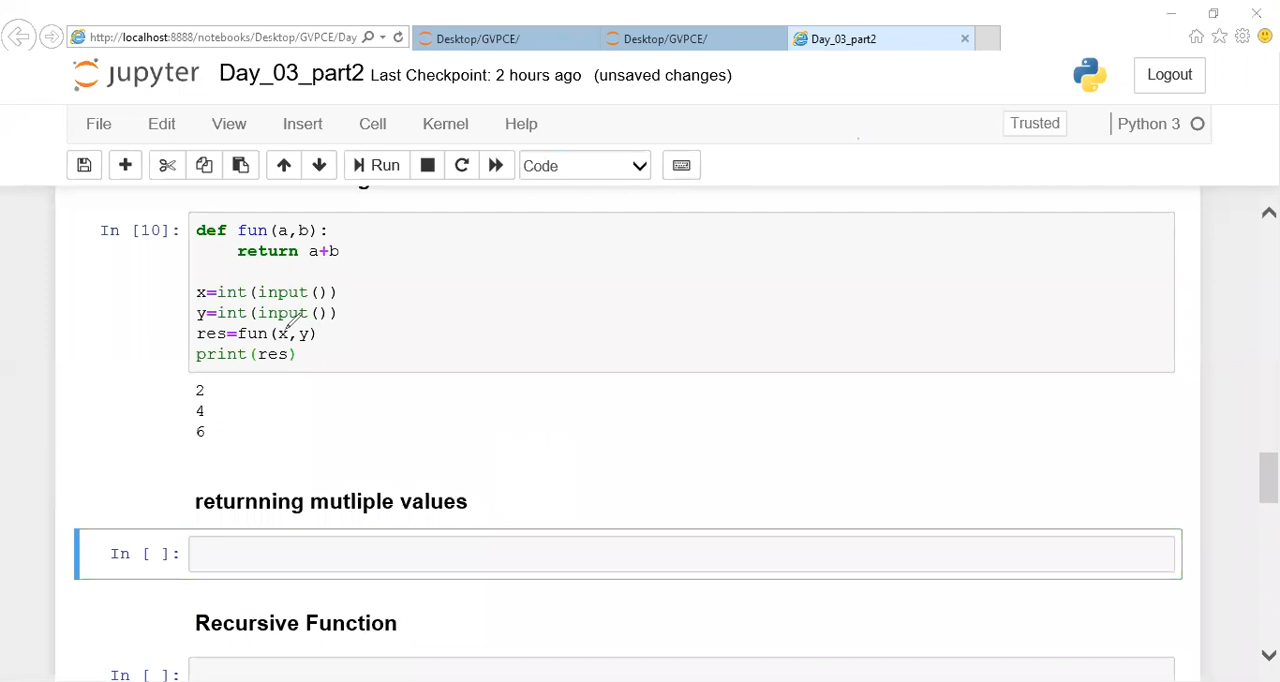 http://localhost:8888/notebooks/Desktop/GVPCE/Day
Desktop/GVPCE/
Desktop/GVPCE/
Day_03_part2
jupyter Day_03_part2 Last Checkpoint: 2 hours ago (unsaved changes)
Logout
File Edit View Insert Cell Kernel Help
Trusted
Python 3
Run
Code
In [10]:
def fun(a,b):
    return a+b
x=int(input())
y=int(input())
res=fun(x,y)
print(res)
2
4
6
returnning mutliple values
In [ ]:
Recursive Function
In [ ]: